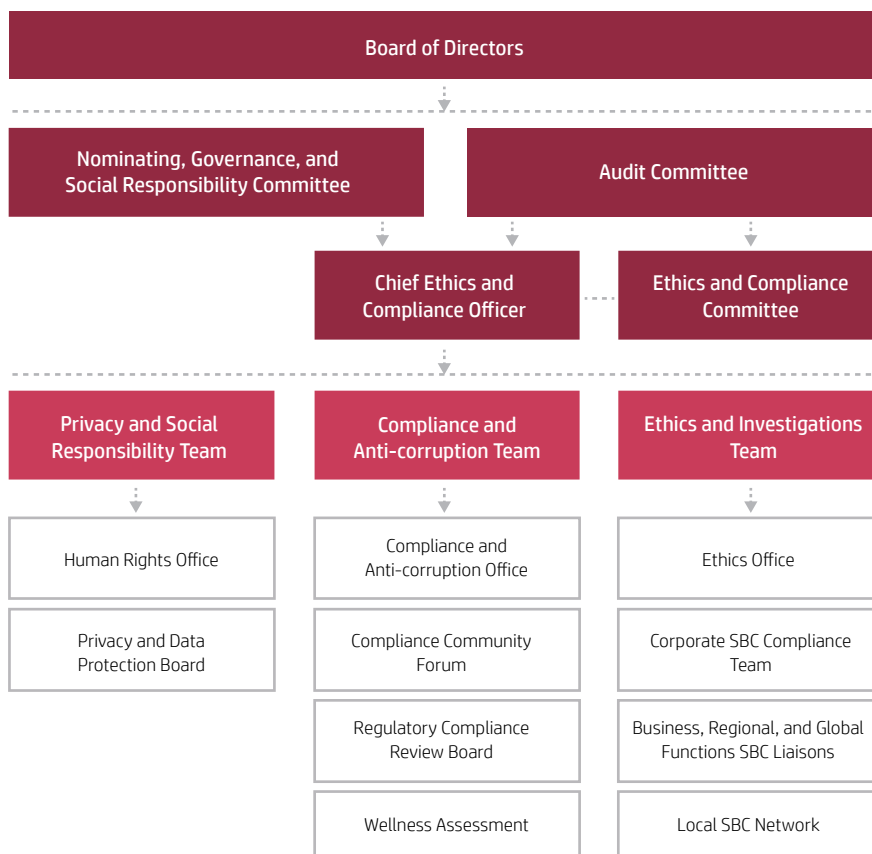 Board of Directors
Nominating, Governance, and
Social Responsibility Committee
Audit Committee
Chief Ethics and
Compliance Officer
Ethics and Compliance
Committee
Privacy and Social
Responsibility Team
Compliance and
Anti-corruption Team
Ethics and Investigations
Team
Human Rights Office
Compliance and
Anti-corruption Office
Ethics Office
Privacy and Data
Protection Board
Compliance Community
Forum
Corporate SBC Compliance
Team
Regulatory Compliance
Review Board
Business, Regional, and Global
Functions SBC Liaisons
Wellness Assessment
Local SBC Network